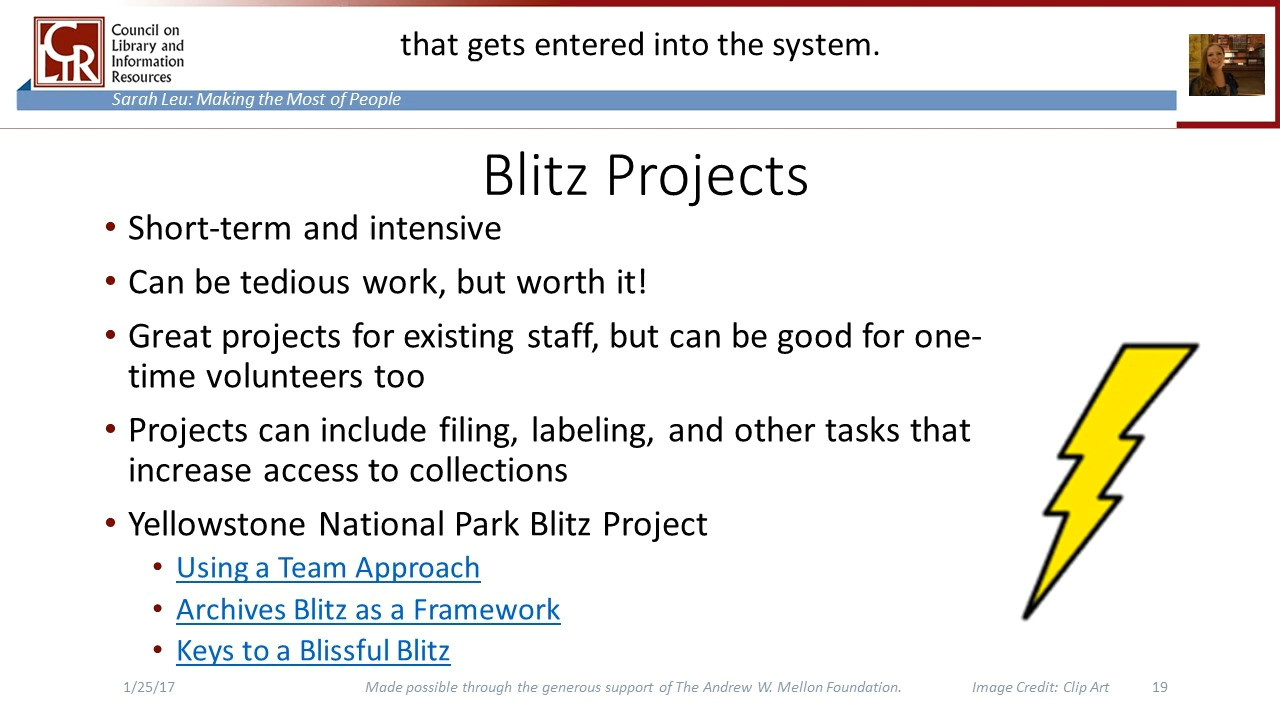 Council on
Library and
Information
Resources
that gets entered into the system.
Sarah Leu: Making the Most of People
Blitz Projects
• Short-term and intensive
• Can be tedious work, but worth it!
• Great projects for existing staff, but can be good for one-
time volunteers too
• Projects can include filing, labeling, and other tasks that
increase access to collections
• Yellowstone National Park Blitz Project
• Using a Team Approach
• Archives Blitz as a Framework
• Keys to a Blissful Blitz
1/25/17 Made possible through the generous support of The Andrew W. Mellon Foundation. Image Credit: Clip Art 19